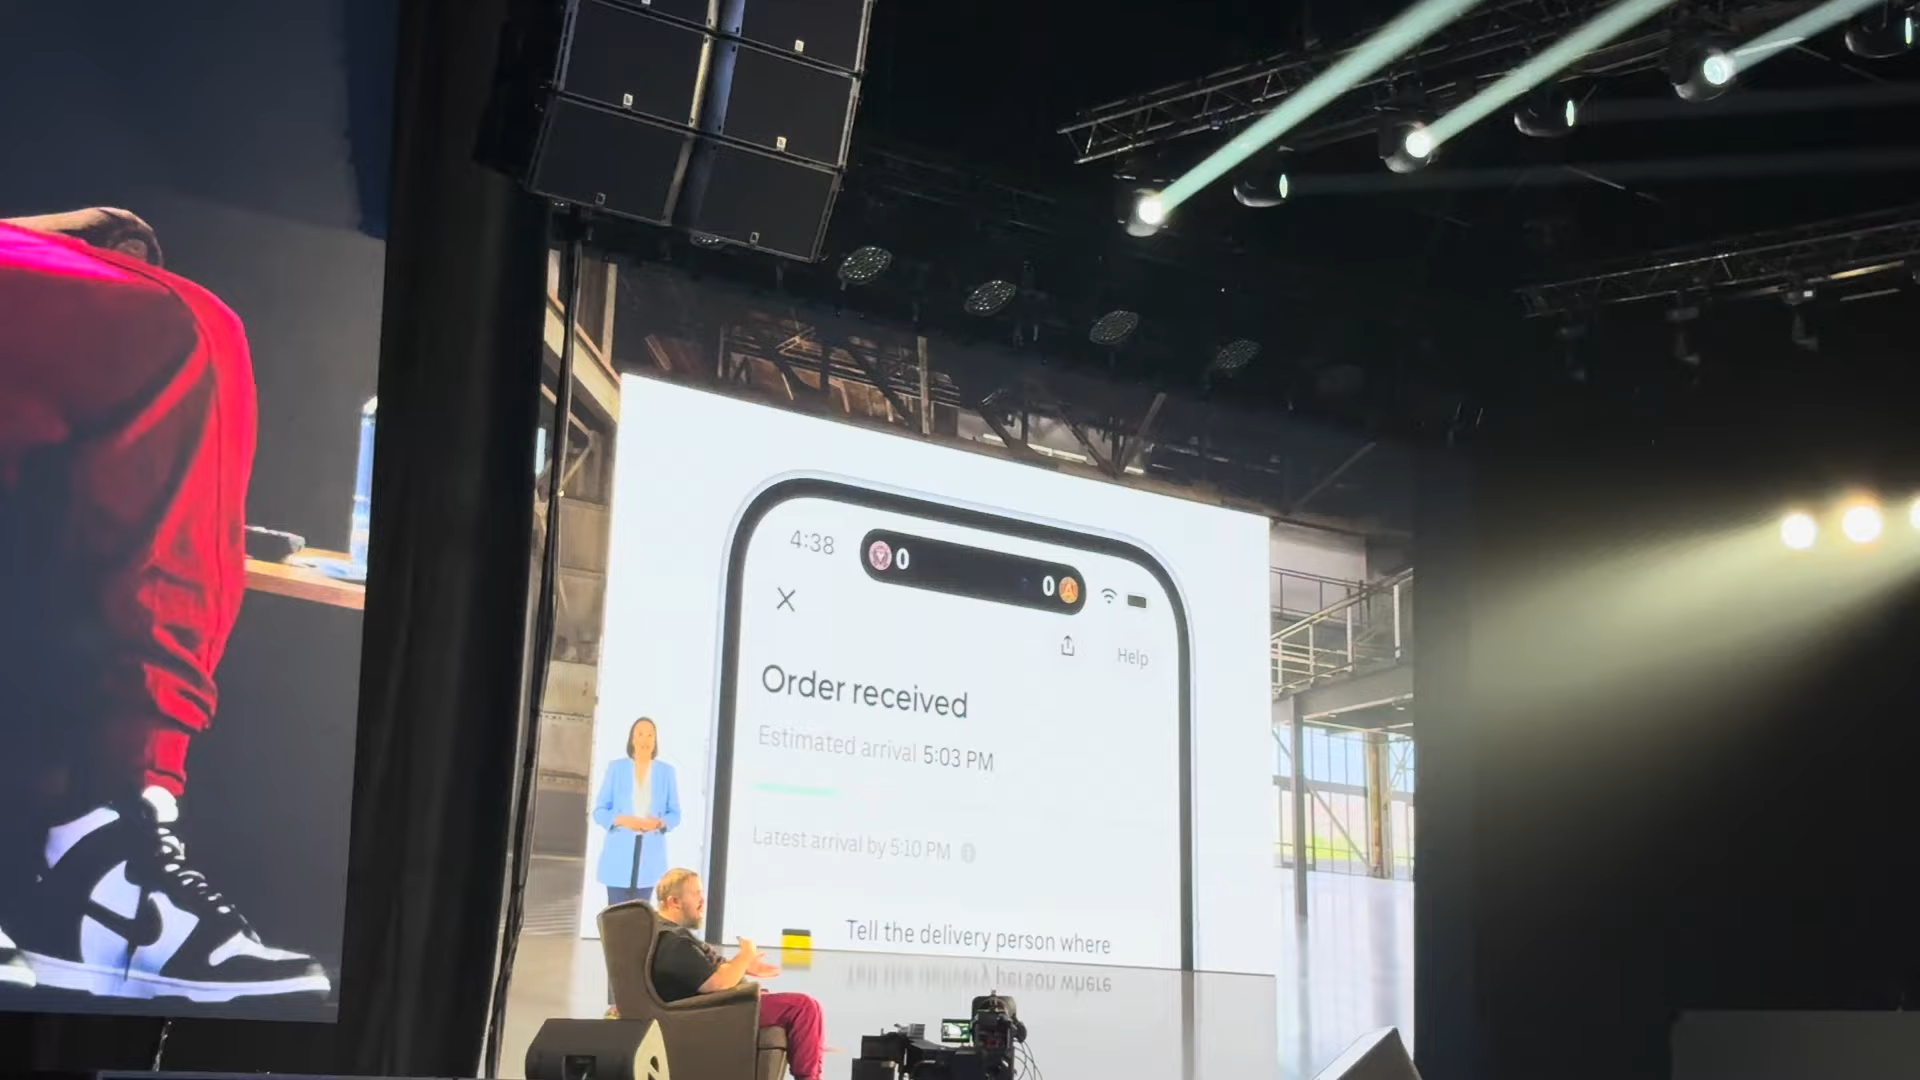 4:38
0
0
Help
Order received
Estimated arrival 5:03 PM
Latest arrival by 5:10 PM
Tell the delivery person where